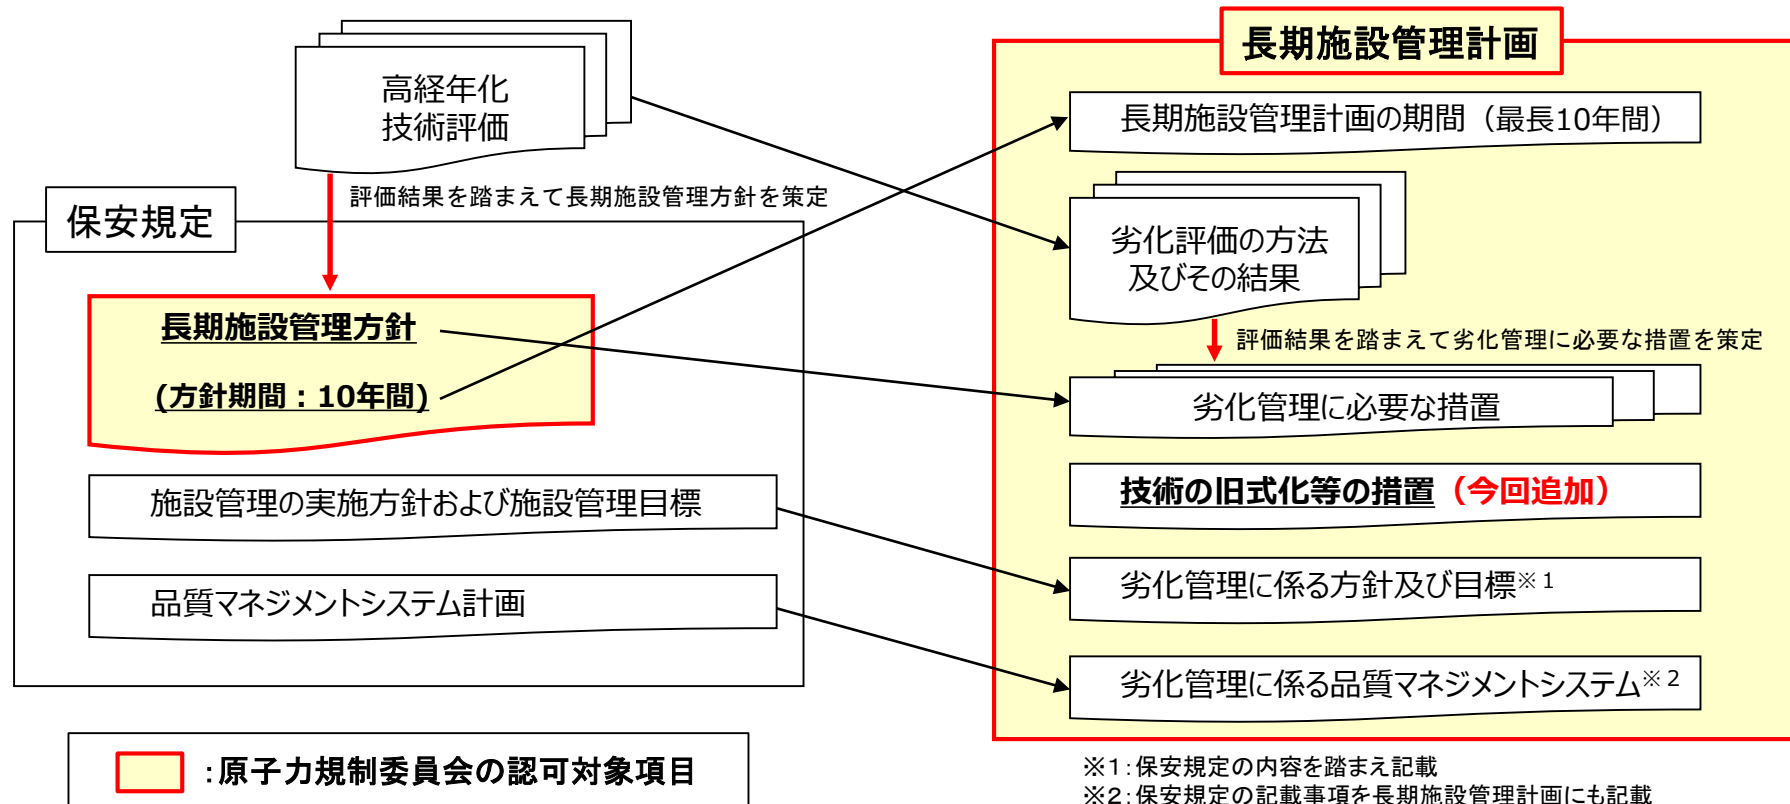 高経年化
技術評価
評価結果を踏まえて長期施設管理方針を策定
保安規定
長期施設管理方針
(方針期間：10年間)
施設管理の実施方針および施設管理目標
品質マネジメントシステム計画
：原子力規制委員会の認可対象項目
長期施設管理計画
長期施設管理計画の期間（最長10年間）
劣化評価の方法
及びその結果
評価結果を踏まえて劣化管理に必要な措置を策定
劣化管理に必要な措置
技術の旧式化等の措置（今回追加）
劣化管理に係る方針及び目標※1
劣化管理に係る品質マネジメントシステム※2
※1：保安規定の内容を踏まえ記載
※2：保安規定の記載事項を長期施設管理計画にも記載